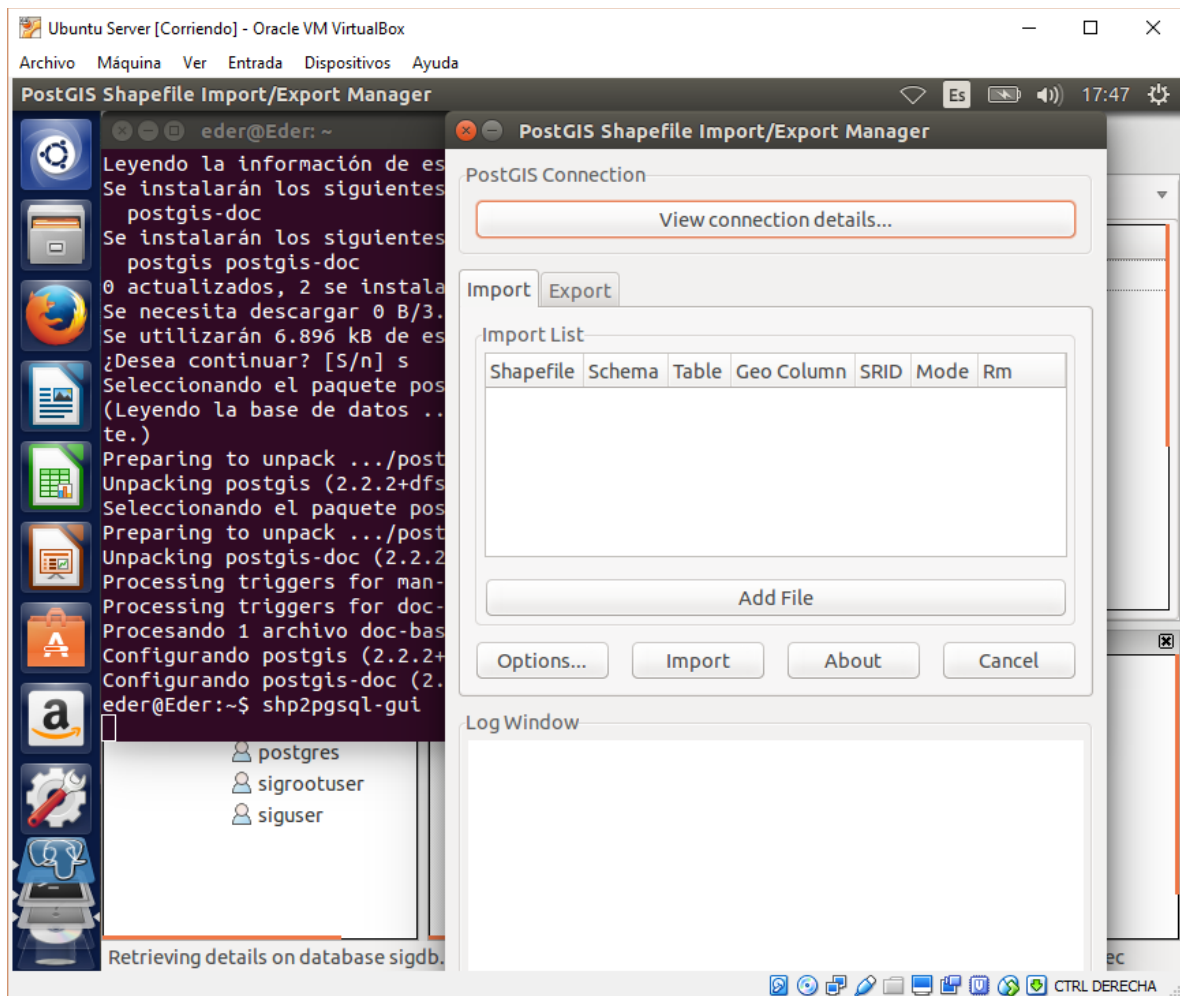 Ubuntu Server [Corriendo] - Oracle VM VirtualBox
Archivo Máquina Ver Entrada Dispositivos Ayuda
PostGIS Shapefile Import/Export Manager
Es
17:47
eder@Eder: ~
Leyendo la información de es
Se instalarán los siguientes
postgis-doc
Se instalarán los siguientes
postgis postgis-doc
0 actualizados, 2 se instala
Se necesita descargar 0 B/3.
Se utilizarán 6.896 kB de es
¿Desea continuar? [S/n] s
Seleccionando el paquete pos
(Leyendo la base de datos ..
te.)
Preparing to unpack .../post
Unpacking postgis (2.2.2+dfs
Seleccionando el paquete pos
Preparing to unpack .../post
Unpacking postgis-doc (2.2.2
Processing triggers for man-
Processing triggers for doc-
Procesando 1 archivo doc-bas
Configurando postgis (2.2.2+
Configurando postgis-doc (2.
eder@Eder:~$ shp2pgsql-gui
postgres
sigrootuser
siguser
Retrieving details on database sigdb.
PostGIS Shapefile Import/Export Manager
PostGIS Connection
View connection details...
Import Export
Import List
Shapefile Schema Table Geo Column SRID Mode Rm
Add File
Options... Import About Cancel
Log Window
ec
CTRL DERECHA